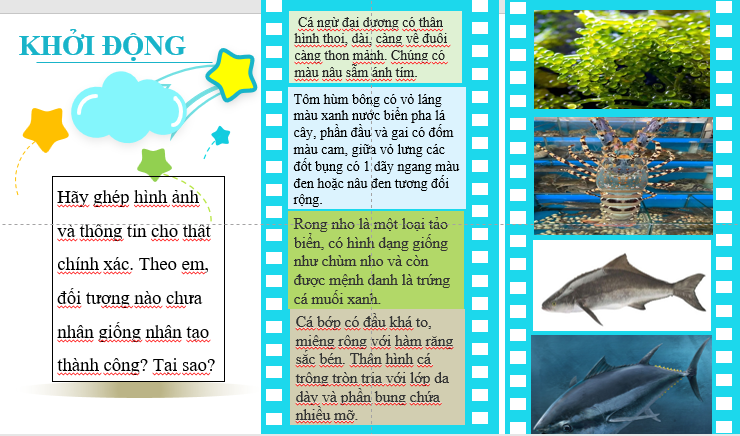 KHỞI ĐỘNG
Hãy ghép hình ảnh
và thông tin cho thật
chính xác. Theo em,
đối tượng nào chưa
nhân giống nhân tạo
thành công? Tại sao?
Cá ngừ đại dương có thân
hình thoi, dài, càng về đuôi
càng thon mảnh. Chúng có
màu nâu sẫm ánh tím.
Tôm hùm bông có vỏ láng
màu xanh nước biển pha lá
cây, phần đầu và gai có đốm
màu cam, giữa vỏ lưng các
đốt bụng có 1 dãy ngang màu
đen hoặc nâu đen tương đối
rộng.
Rong nho là một loại tảo
biển, có hình dạng giống
như chùm nho và còn
được mệnh danh là trứng
cá muối xanh.
Cá bớp có đầu khá to,
miệng rộng với hàm răng
sắc bén. Thân hình cá
trông tròn trịa với lớp da
dày và phần bụng chứa
nhiều mỡ.